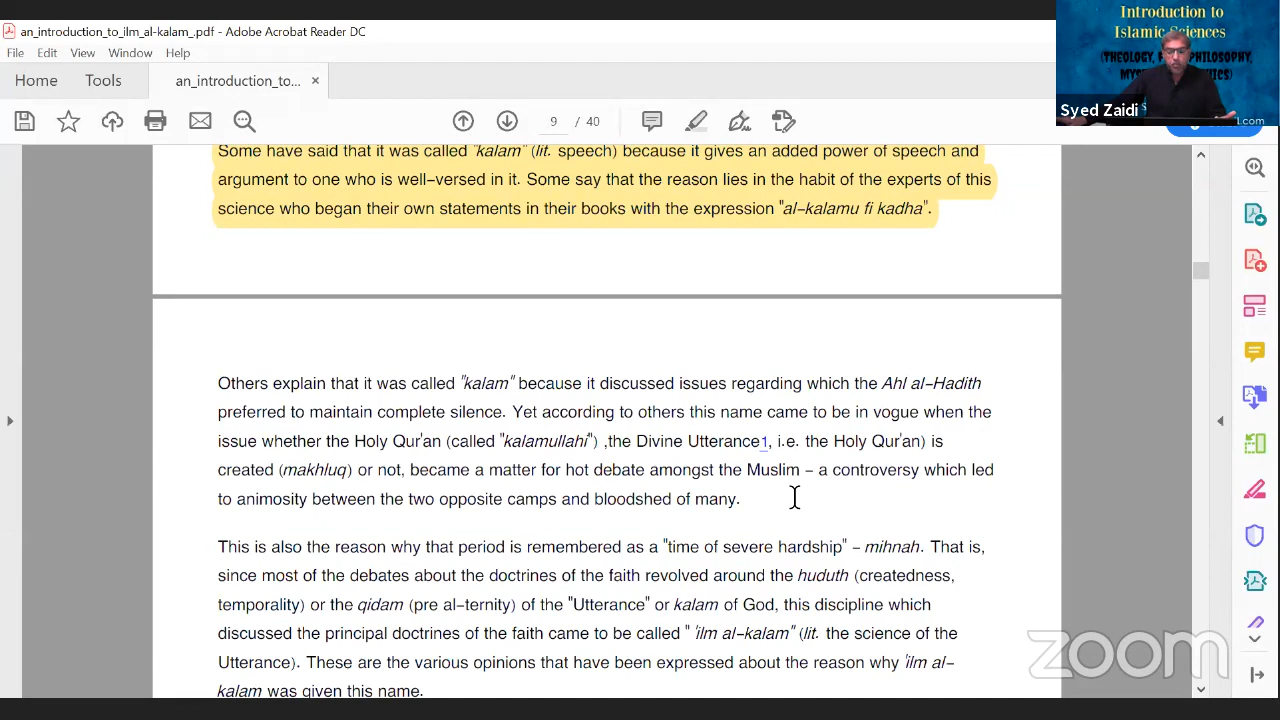 an_introduction_to_ilm_al-kalam_.pdf - Adobe Acrobat Reader DC
File Edit View Window Help
Home Tools an_introduction_to... ×
9 / 40
Introduction to
Islamic Sciences
(THEOLOGY, PHILOSOPHY,
Syed Zaidi
.com
Some have said that it was called "kalam" (lit. speech) because it gives an added power of speech and
argument to one who is well-versed in it. Some say that the reason lies in the habit of the experts of this
science who began their own statements in their books with the expression "al-kalamu fi kadha".
Others explain that it was called "kalam" because it discussed issues regarding which the Ahl al-Hadith
preferred to maintain complete silence. Yet according to others this name came to be in vogue when the
issue whether the Holy Qur'an (called "kalamullahi") ,the Divine Utterance1, i.e. the Holy Qur'an) is
created (makhluq) or not, became a matter for hot debate amongst the Muslim – a controversy which led
to animosity between the two opposite camps and bloodshed of many.
This is also the reason why that period is remembered as a "time of severe hardship" – mihnah. That is,
since most of the debates about the doctrines of the faith revolved around the huduth (createdness,
temporality) or the qidam (pre al-ternity) of the "Utterance" or kalam of God, this discipline which
discussed the principal doctrines of the faith came to be called " 'ilm al-kalam" (lit. the science of the
Utterance). These are the various opinions that have been expressed about the reason why 'ilm al-
kalam was given this name.
zoom